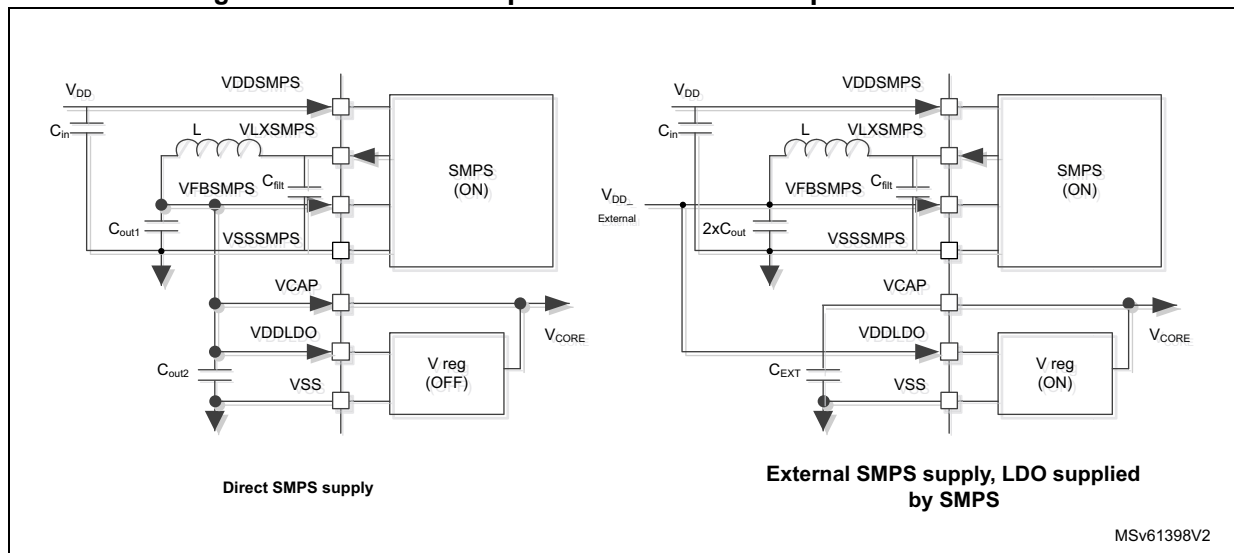 VDDSMPS
VDD
Cin
L
VLXSMPS
Cfilt
VFBSMPS
Cout1
VSSSMPS
SMPS
(ON)
VCAP
VCORE
VDDLDO
Cout2
VSS
V reg
(OFF)
Direct SMPS supply
VDDSMPS
VDD
Cin
L
VLXSMPS
Cfilt
VDD_
External
VFBSMPS
2xCout
VSSSMPS
SMPS
(ON)
VCAP
VCORE
VDDLDO
CEXT
VSS
V reg
(ON)
External SMPS supply, LDO supplied
by SMPS
MSv61398V2